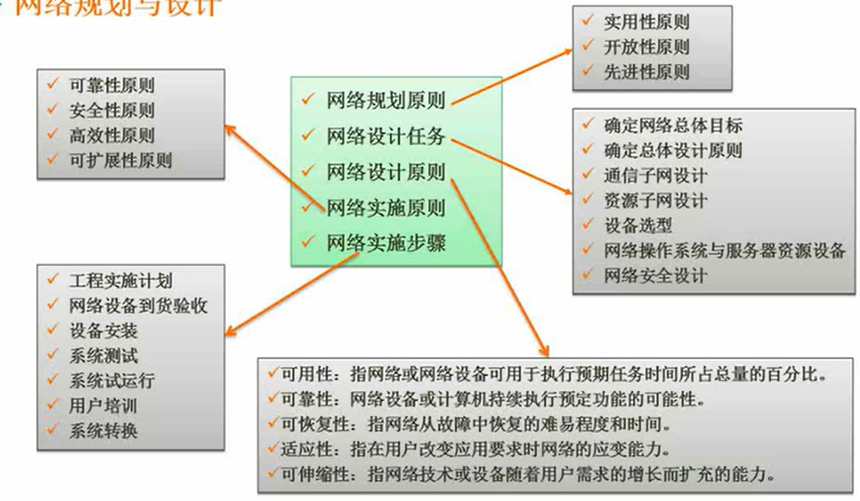 网络规划与设计
实用性原则
开放性原则
先进性原则
可靠性原则
安全性原则
高效性原则
可扩展性原则
网络规划原则
网络设计任务
网络设计原则
网络实施原则
网络实施步骤
确定网络总体目标
确定总体设计原则
通信子网设计
资源子网设计
设备选型
网络操作系统与服务器资源设备
网络安全设计
工程实施计划
网络设备到货验收
设备安装
系统测试
系统试运行
用户培训
系统转换
可用性：指网络或网络设备可用于执行预期任务时间所占总量的百分比。
可靠性：网络设备或计算机持续执行预定功能的可能性。
可恢复性：指网络从故障中恢复的难易程度和时间。
适应性：指在用户改变应用要求时网络的应变能力。
可伸缩性：指网络技术或设备随着用户需求的增长而扩充的能力。